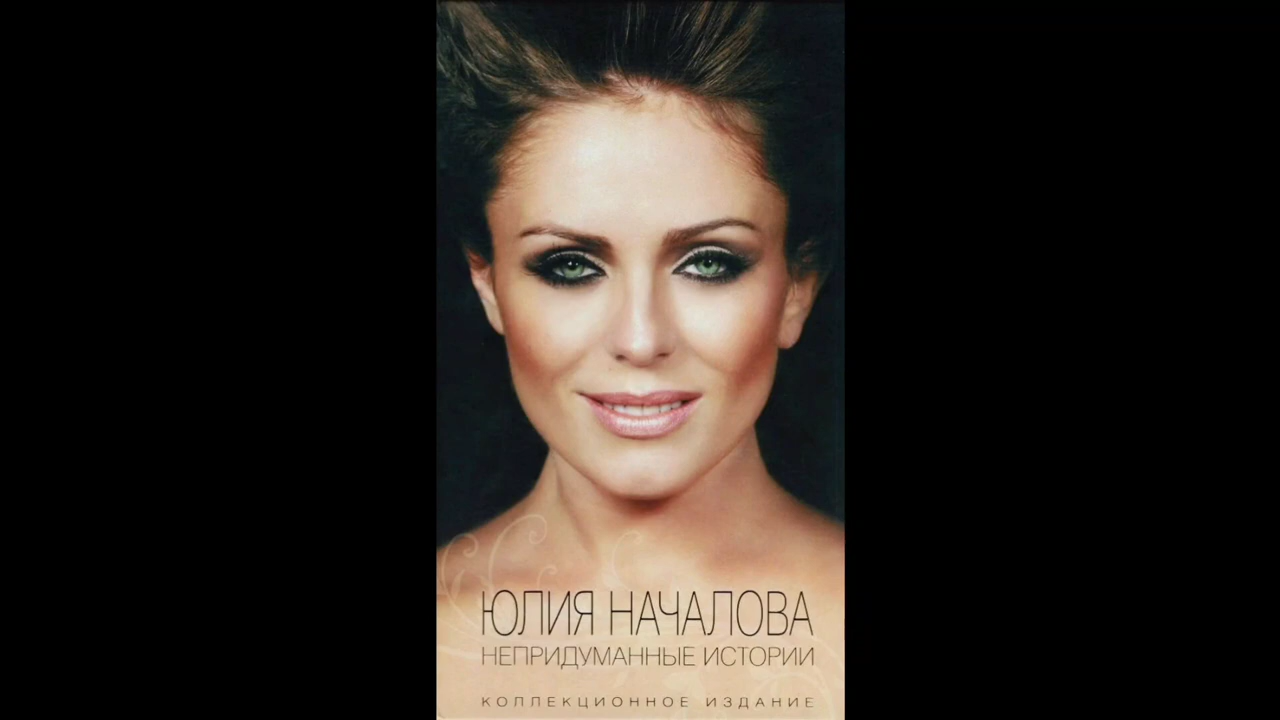 ЮЛИЯ НАЧАЛОВА
НЕПРИДУМАННЫЕ ИСТОРИИ
КОЛЛЕКЦИОННОЕ ИЗДАНИЕ